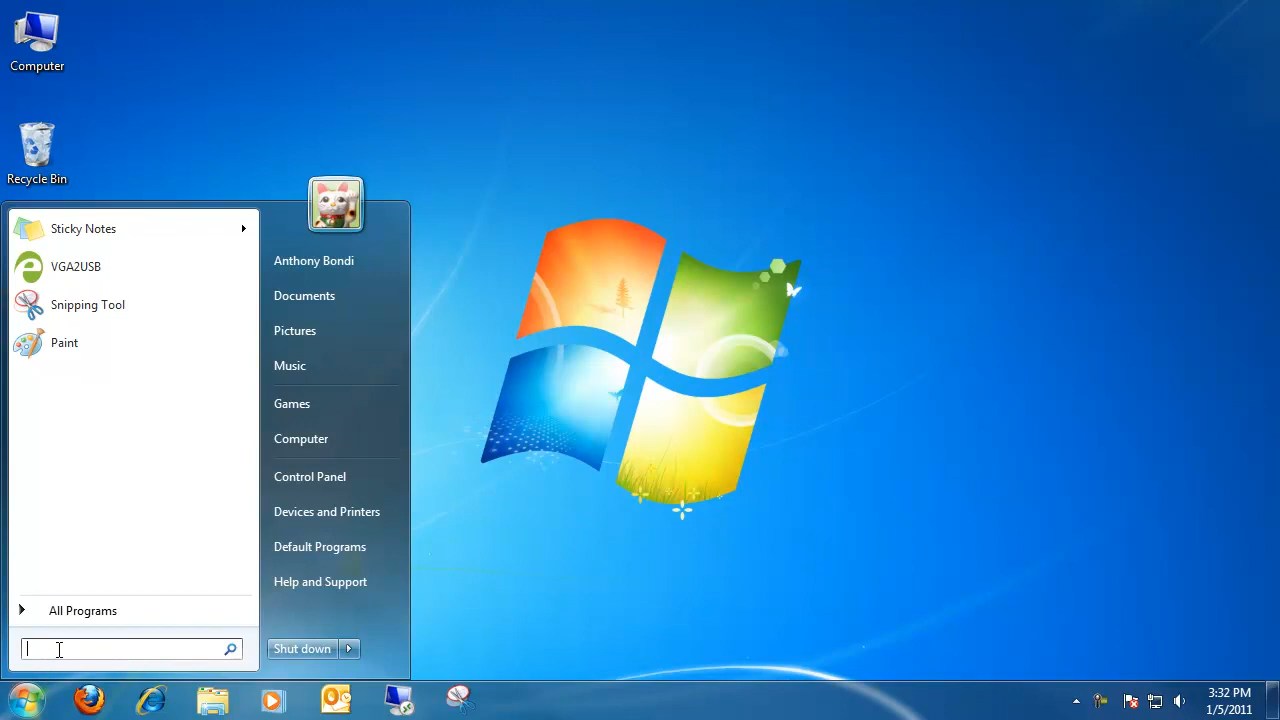 Computer
Recycle Bin
Sticky Notes
VGA2USB
Snipping Tool
Paint
All Programs
Anthony Bondi
Documents
Pictures
Music
Games
Computer
Control Panel
Devices and Printers
Default Programs
Help and Support
Shut down
3:32 PM
1/5/2011